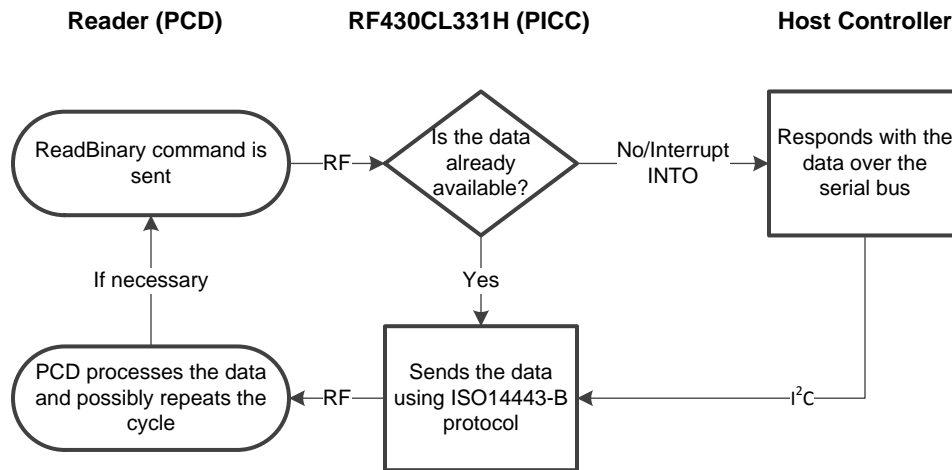 Reader (PCD)
RF430CL331H (PICC)
Host Controller
ReadBinary command is
sent
RF
Is the data
already
available?
No/Interrupt
INTO
Responds with the
data over the
serial bus
If necessary
Yes
PCD processes the data
and possibly repeats the
cycle
RF
Sends the data
using ISO14443-B
protocol
I²C